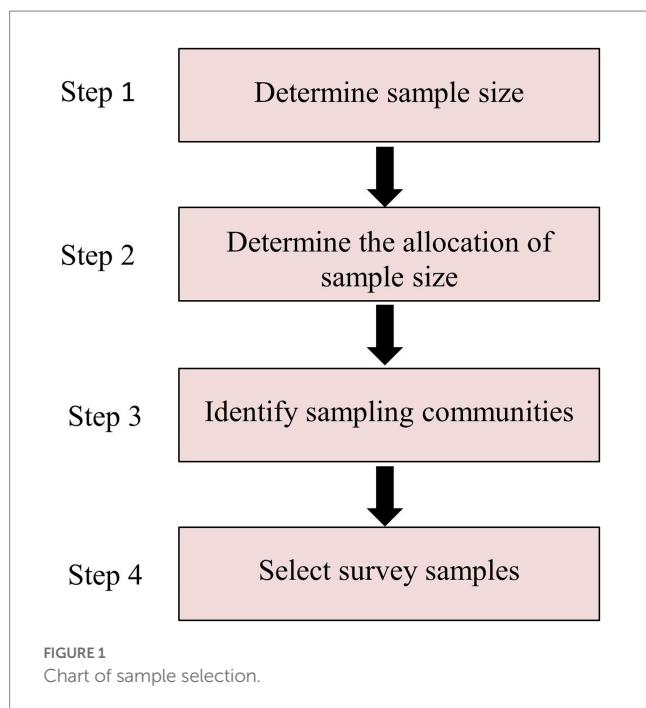 Step 1
Determine sample size
Step 2
Determine the allocation of
sample size
Step 3
Identify sampling communities
Step 4
Select survey samples
FIGURE 1
Chart of sample selection.